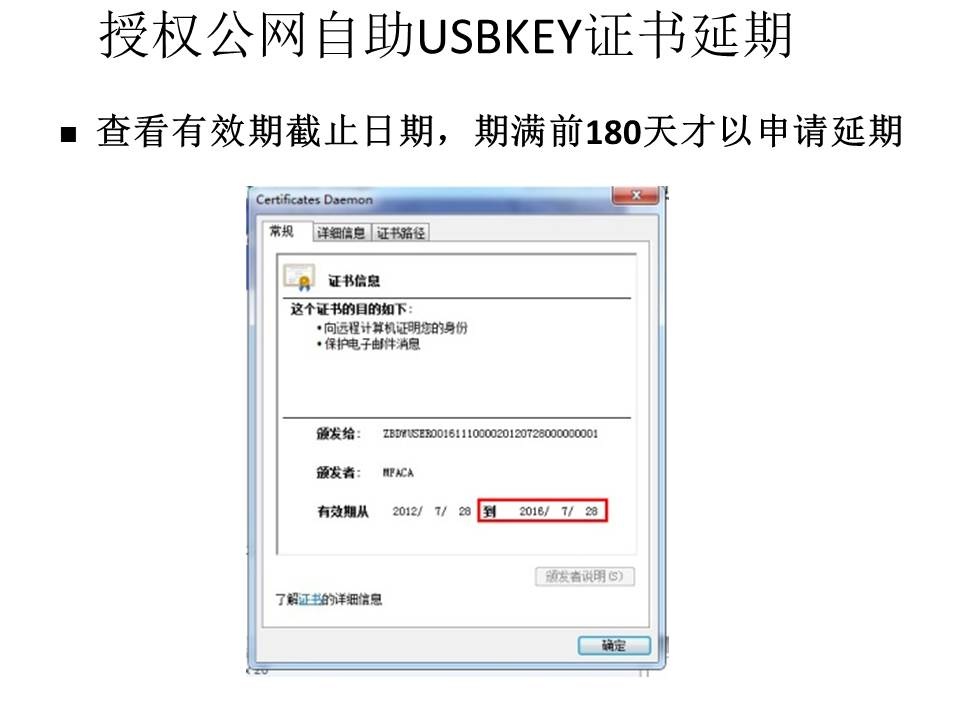 授权公网自助USBKEY证书延期
■ 查看有效期截止日期，期满前180天才以申请延期
Certificates Daemon
常规 详细信息 证书路径
证书信息
这个证书的目的如下:
•向远程计算机证明您的身份
•保护电子邮件消息
颁发给: ZBDWUSER0016111000020120728000000001
颁发者: MFACA
有效期从 2012/ 7/ 28 到 2016/ 7/ 28
颁发者说明(S)
了解证书的详细信息
确定